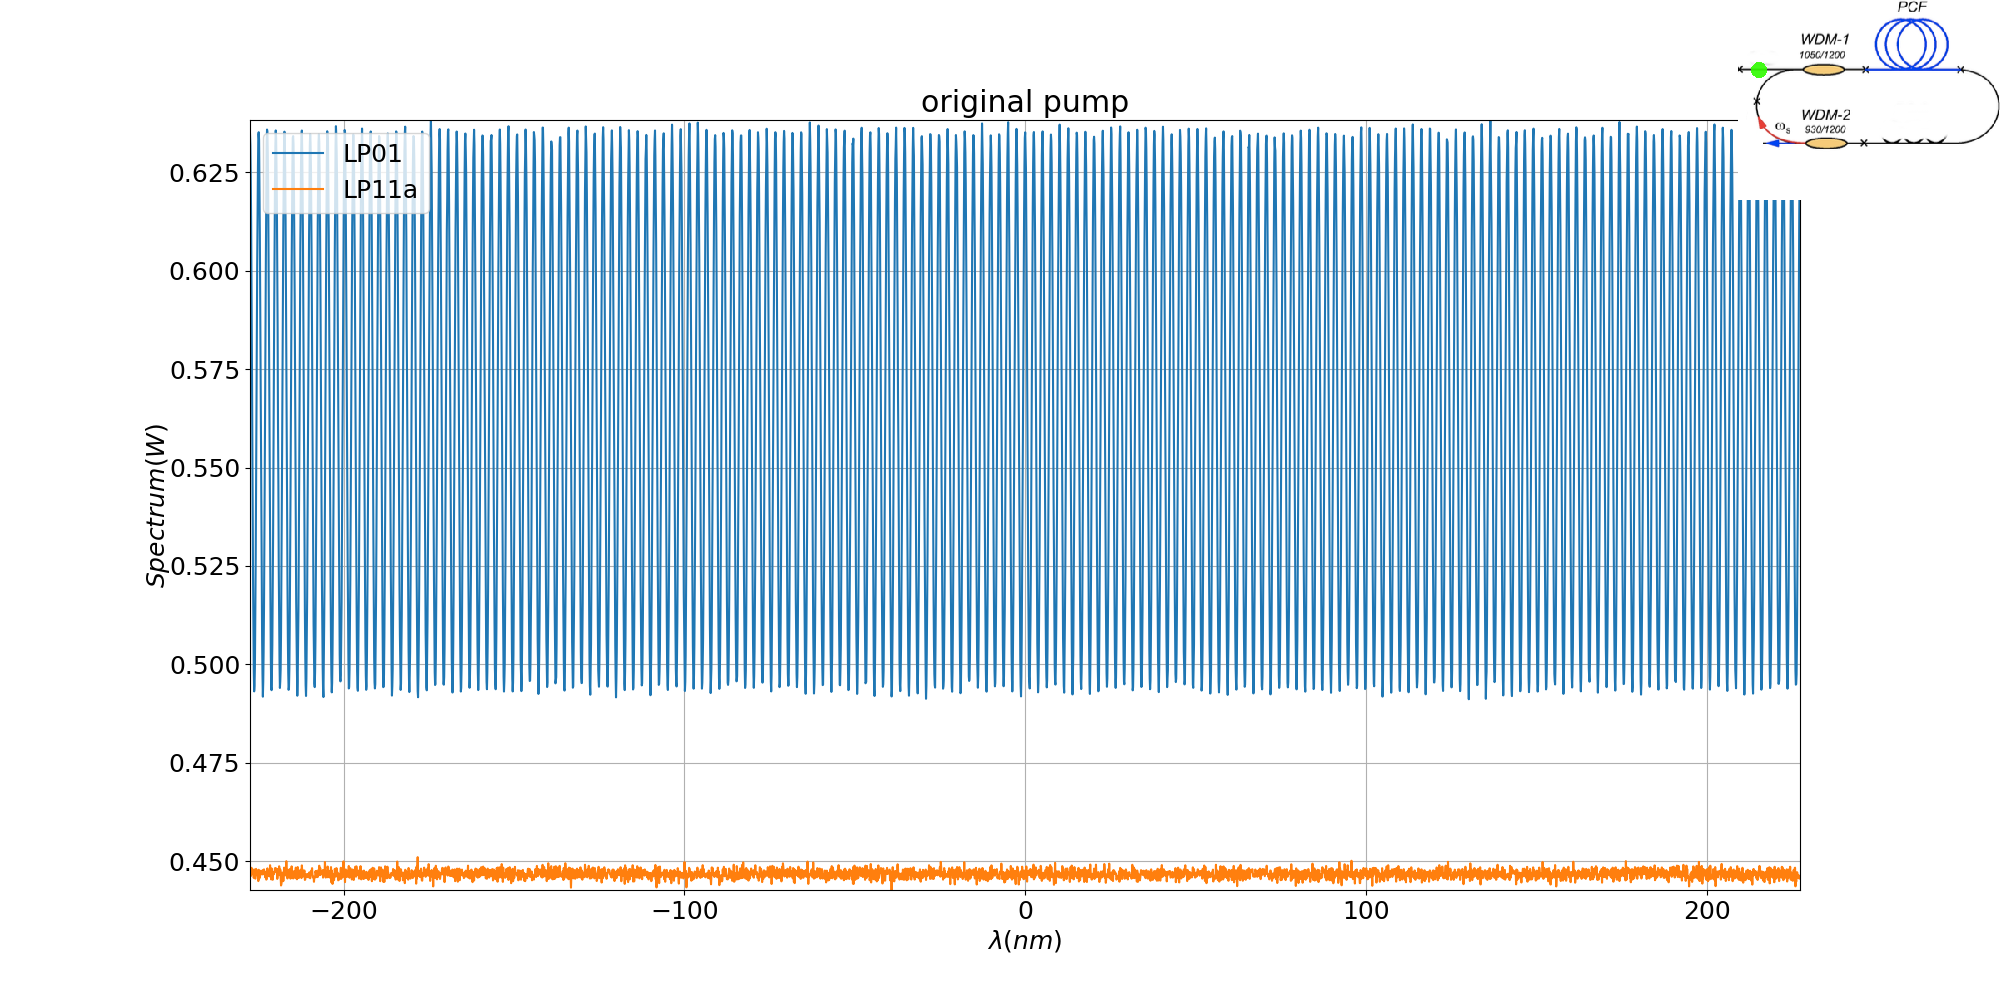 PCF
WDM-1
1050/1200
WDM-2
930/1200
ωs
original pump
LP01
LP11a
0.625
0.600
0.575
0.550
0.525
0.500
0.475
0.450
Spectrum(W)
−200
−100
0
100
200
λ(nm)